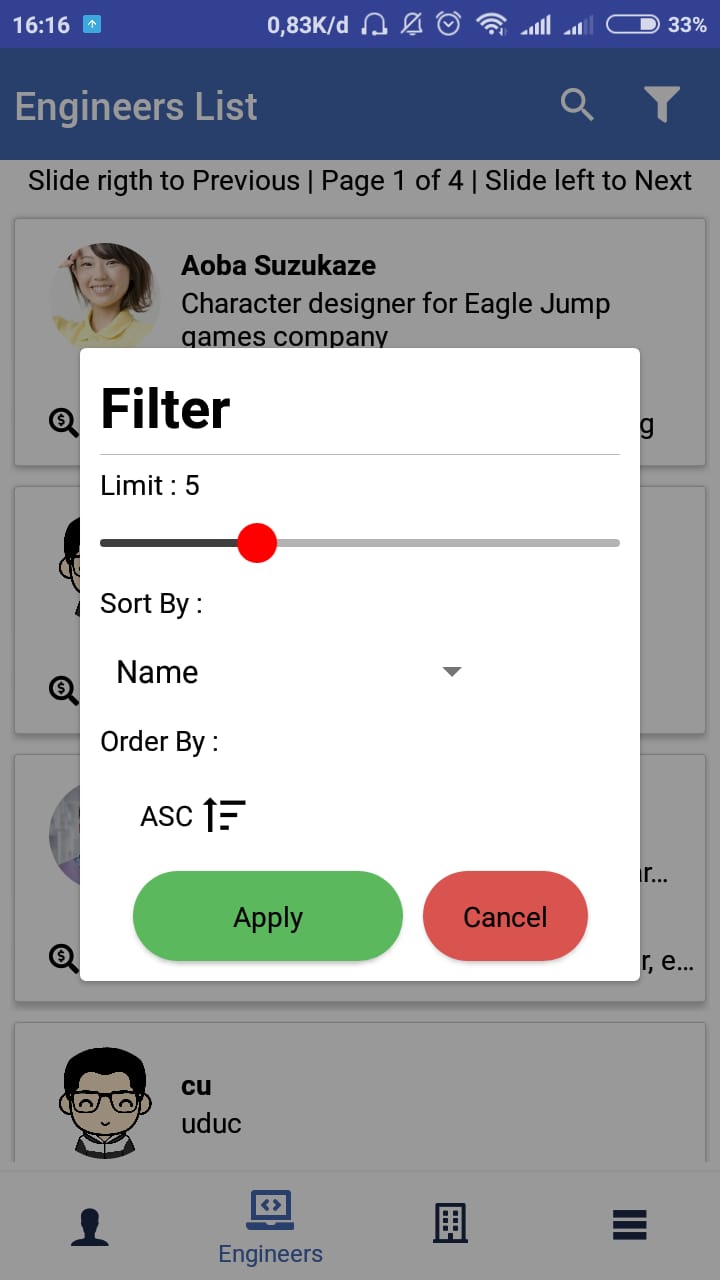 16:16 0,83K/d 33%
Engineers List
Slide rigth to Previous | Page 1 of 4 | Slide left to Next
Aoba Suzukaze
Character designer for Eagle Jump
games company
g
Filter
Limit : 5
Sort By :
Name
Order By :
ASC
r...
Apply Cancel
r, e...
cu
uduc
Engineers